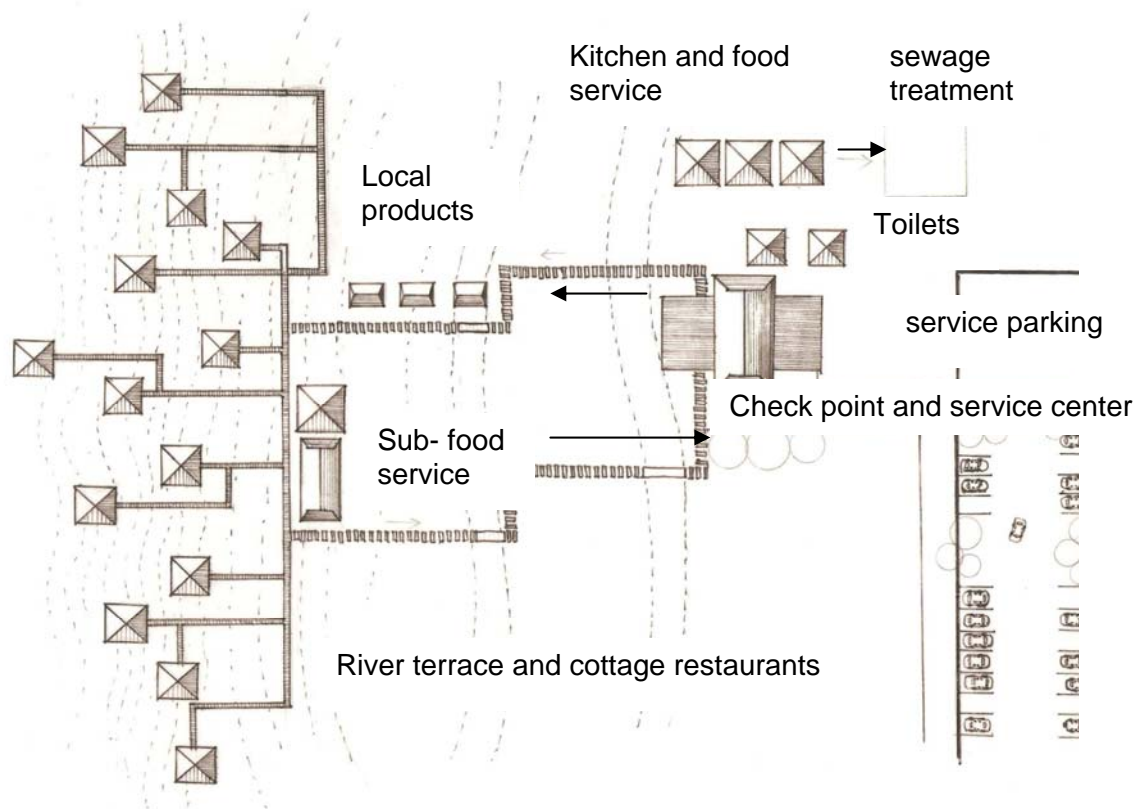 Kitchen and food
service
sewage
treatment
Local
products
Toilets
service parking
Check point and service center
Sub- food
service
River terrace and cottage restaurants